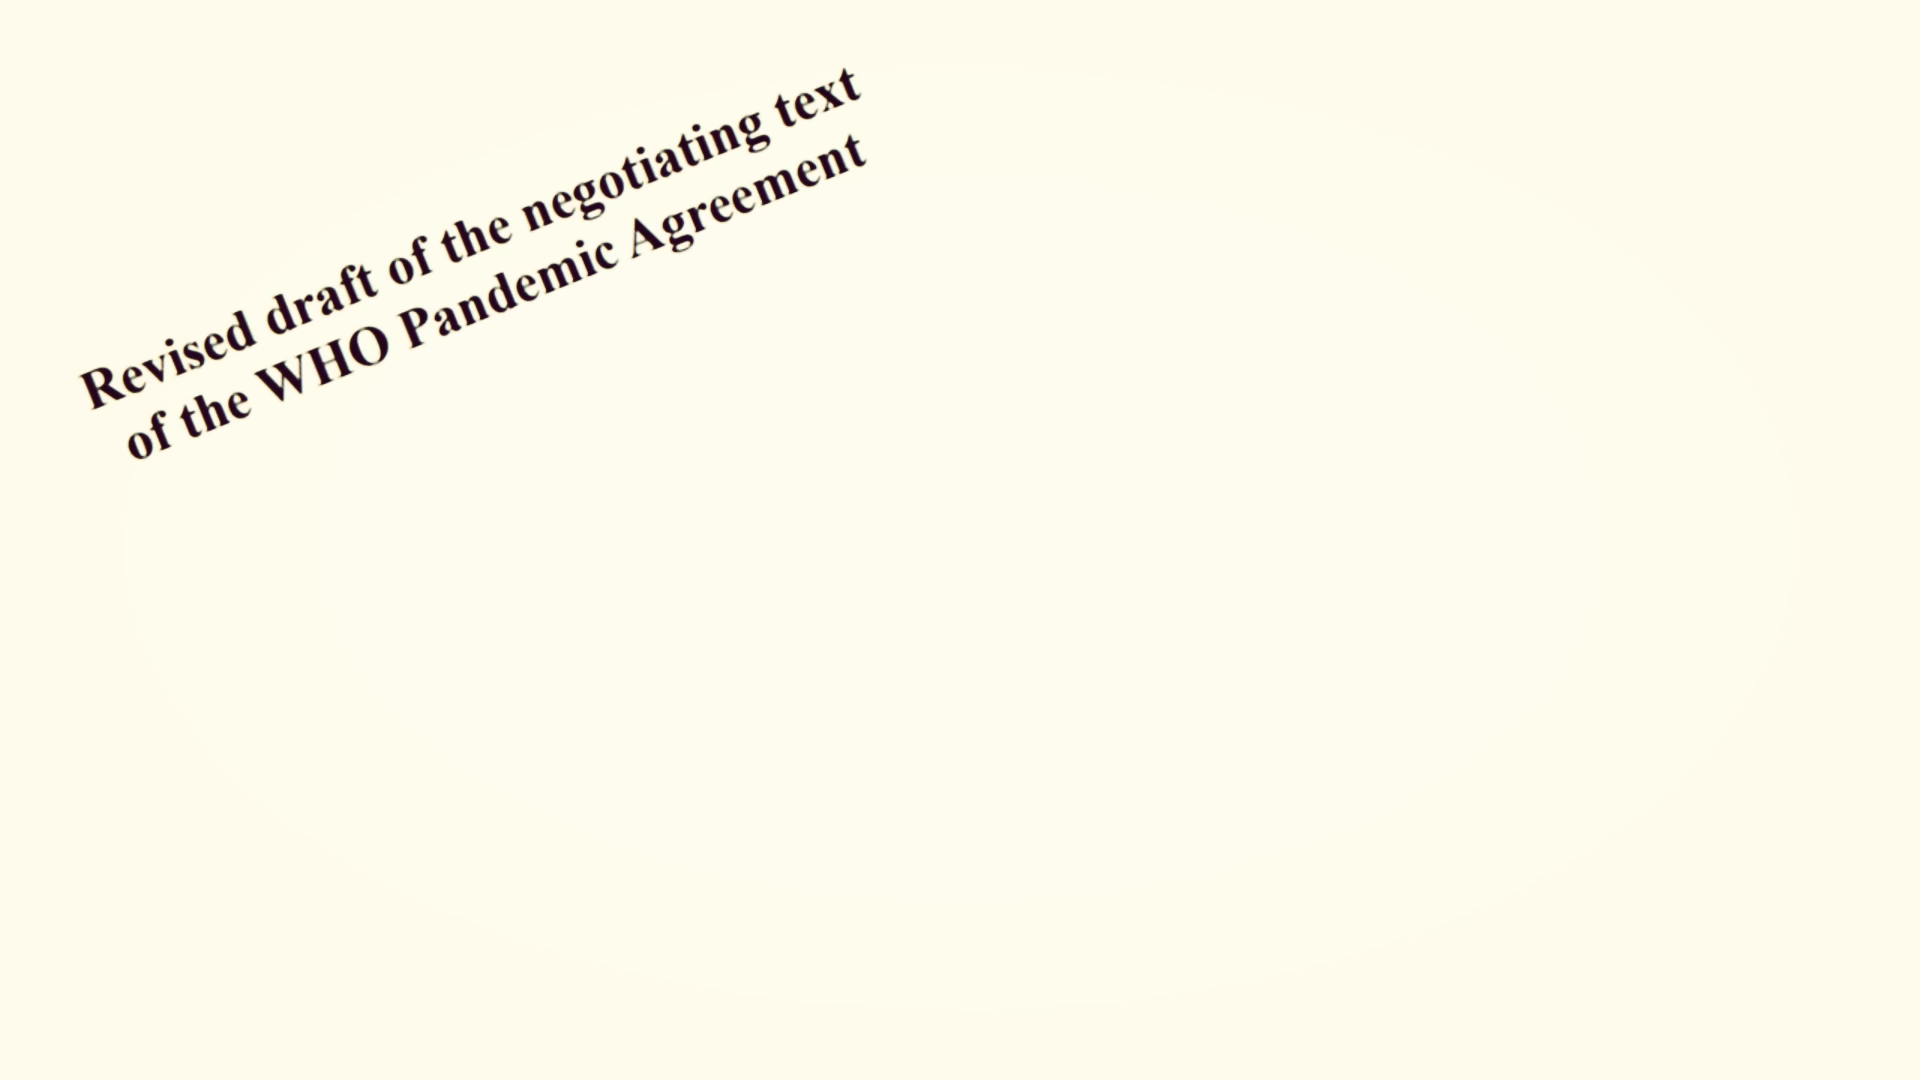 Revised draft of the negotiating text
of the WHO Pandemic Agreement